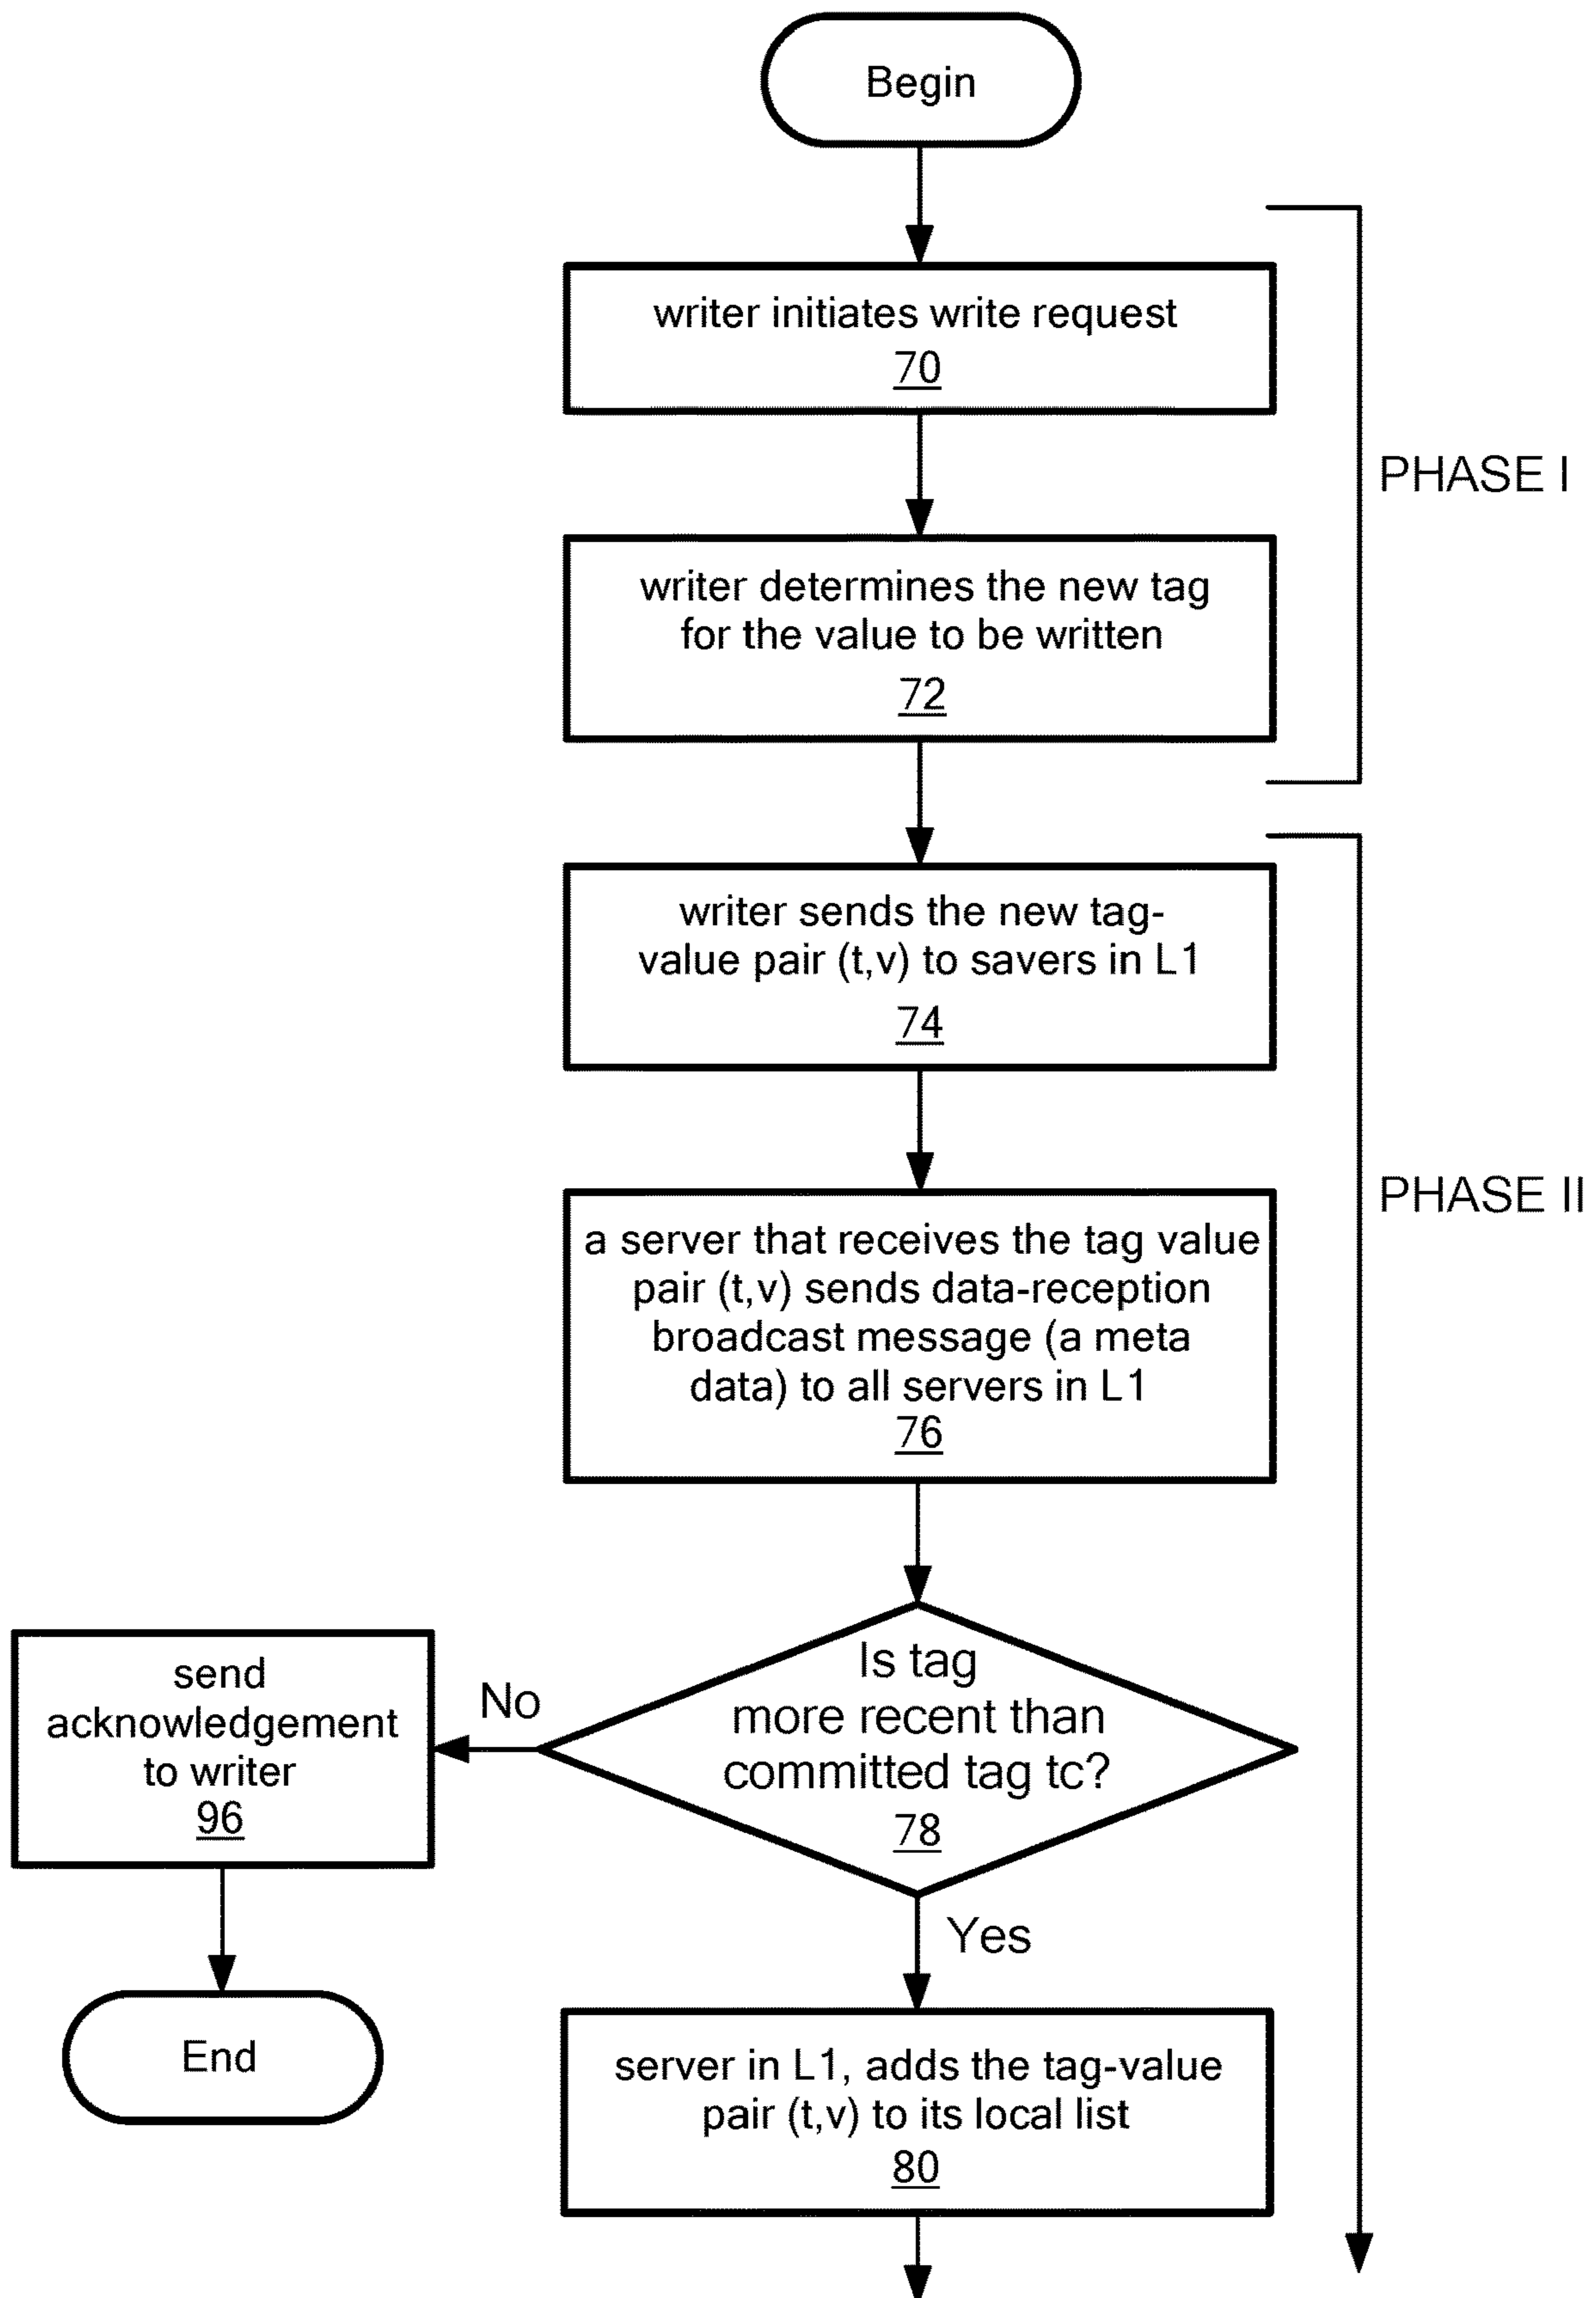 Begin
writer initiates write request
70
PHASE I
writer determines the new tag
for the value to be written
72
writer sends the new tag-
value pair (t,v) to savers in L1
74
PHASE II
a server that receives the tag value
pair (t,v) sends data-reception
broadcast message (a meta
data) to all servers in L1
76
Is tag
more recent than
committed tag tc?
78
No
send
acknowledgement
to writer
96
End
Yes
server in L1, adds the tag-value
pair (t,v) to its local list
80